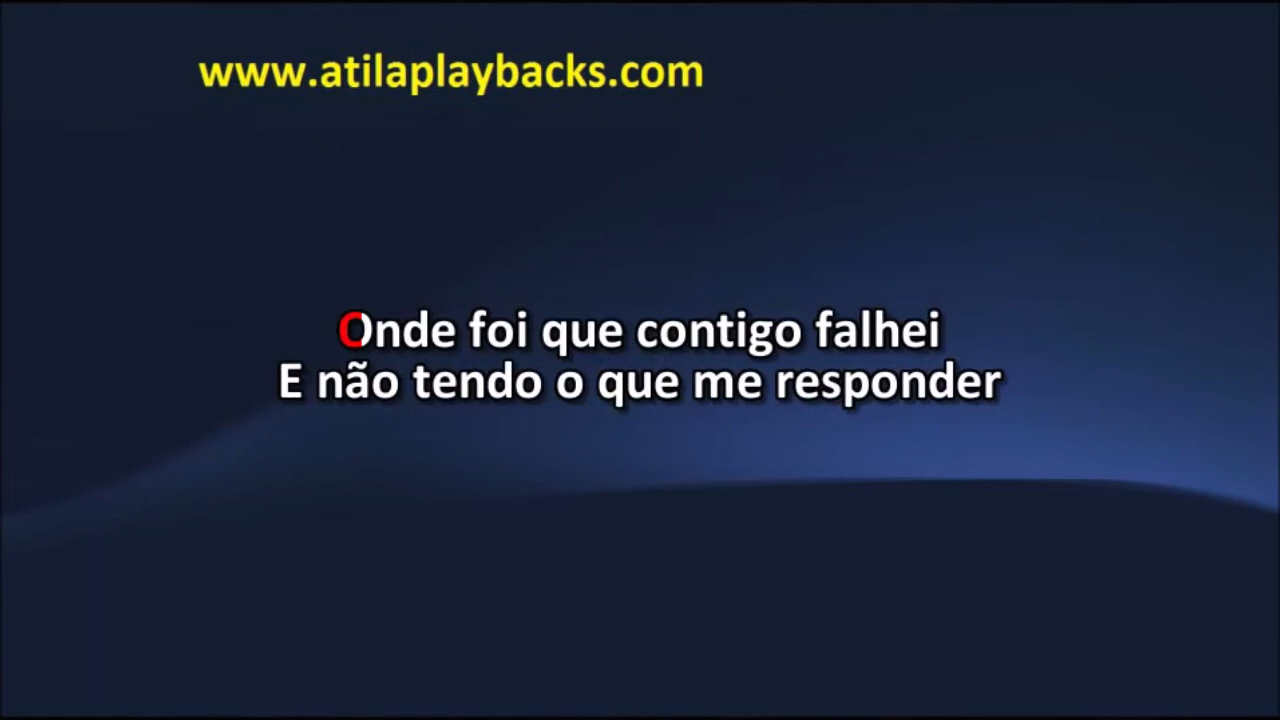 www.atilaplaybacks.com
Onde foi que contigo falhei
E não tendo o que me responder